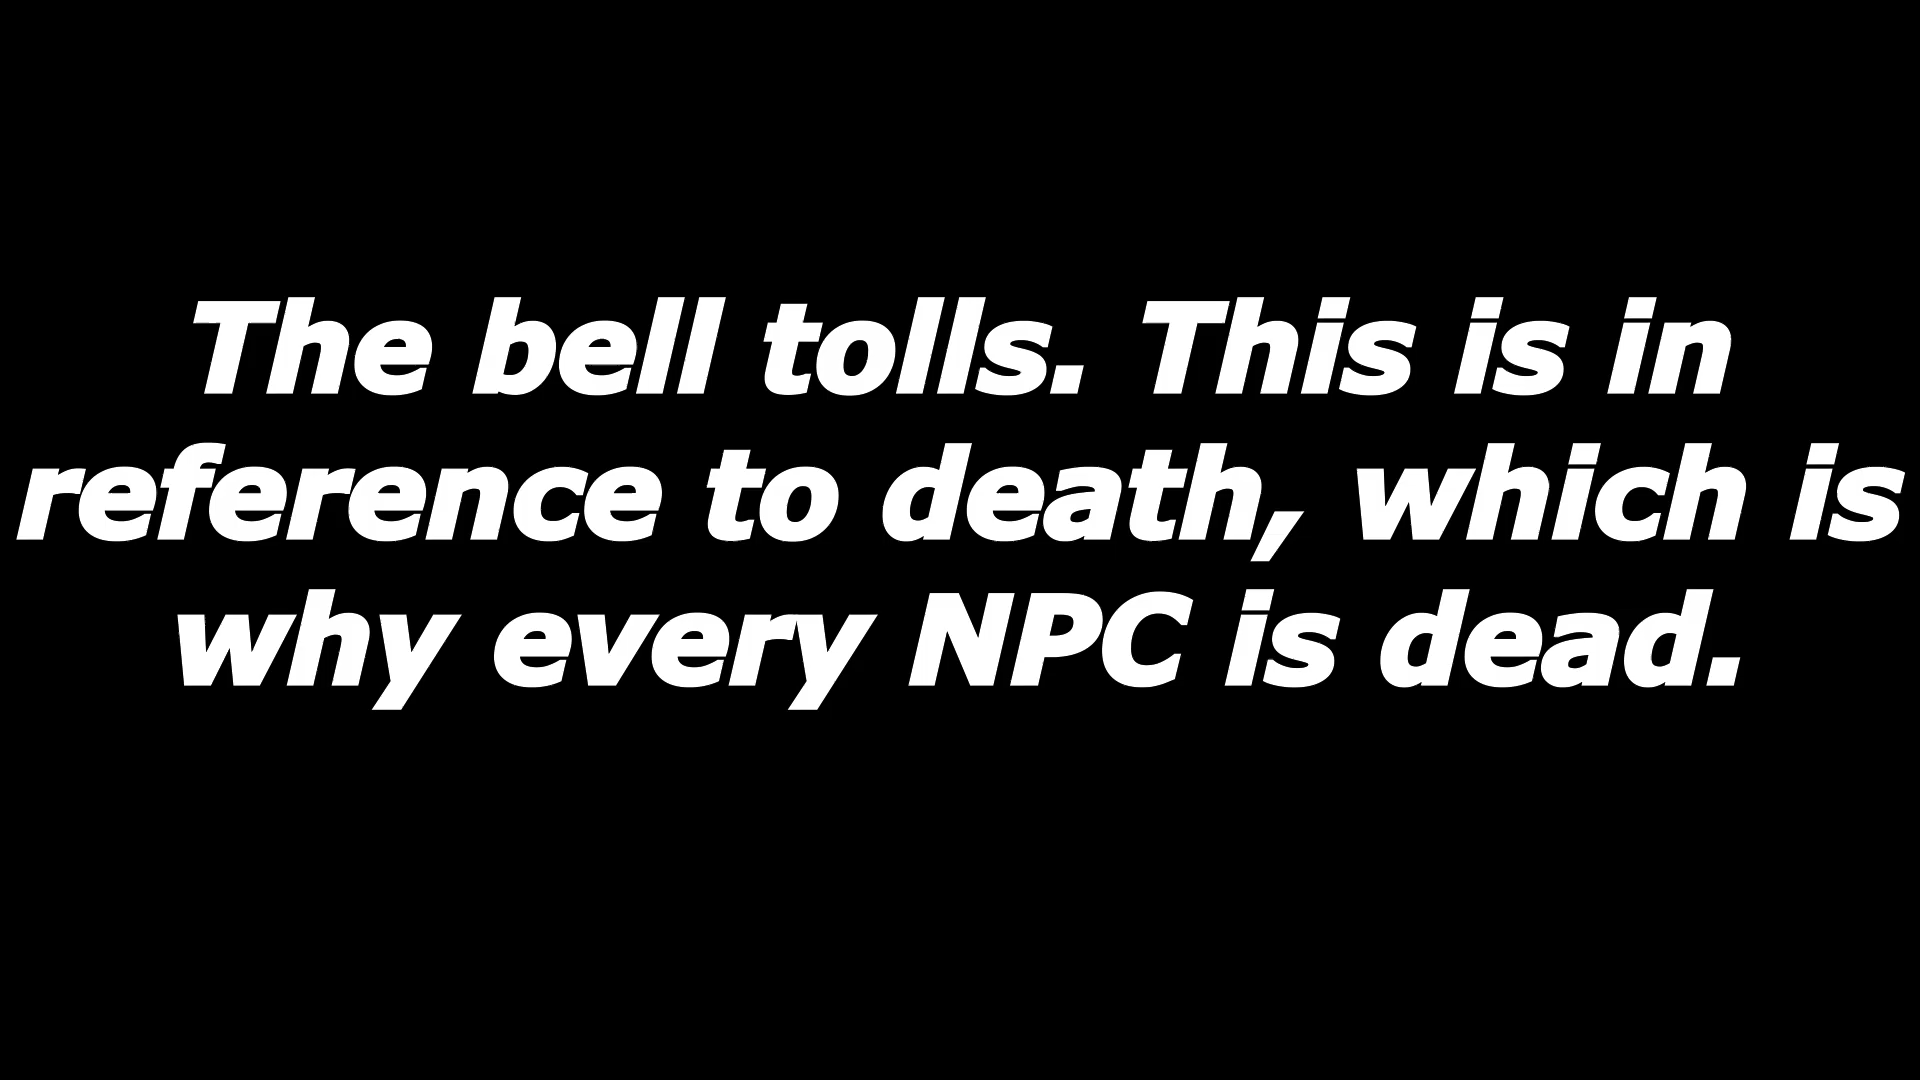 The bell tolls. This is in
reference to death, which is
why every NPC is dead.